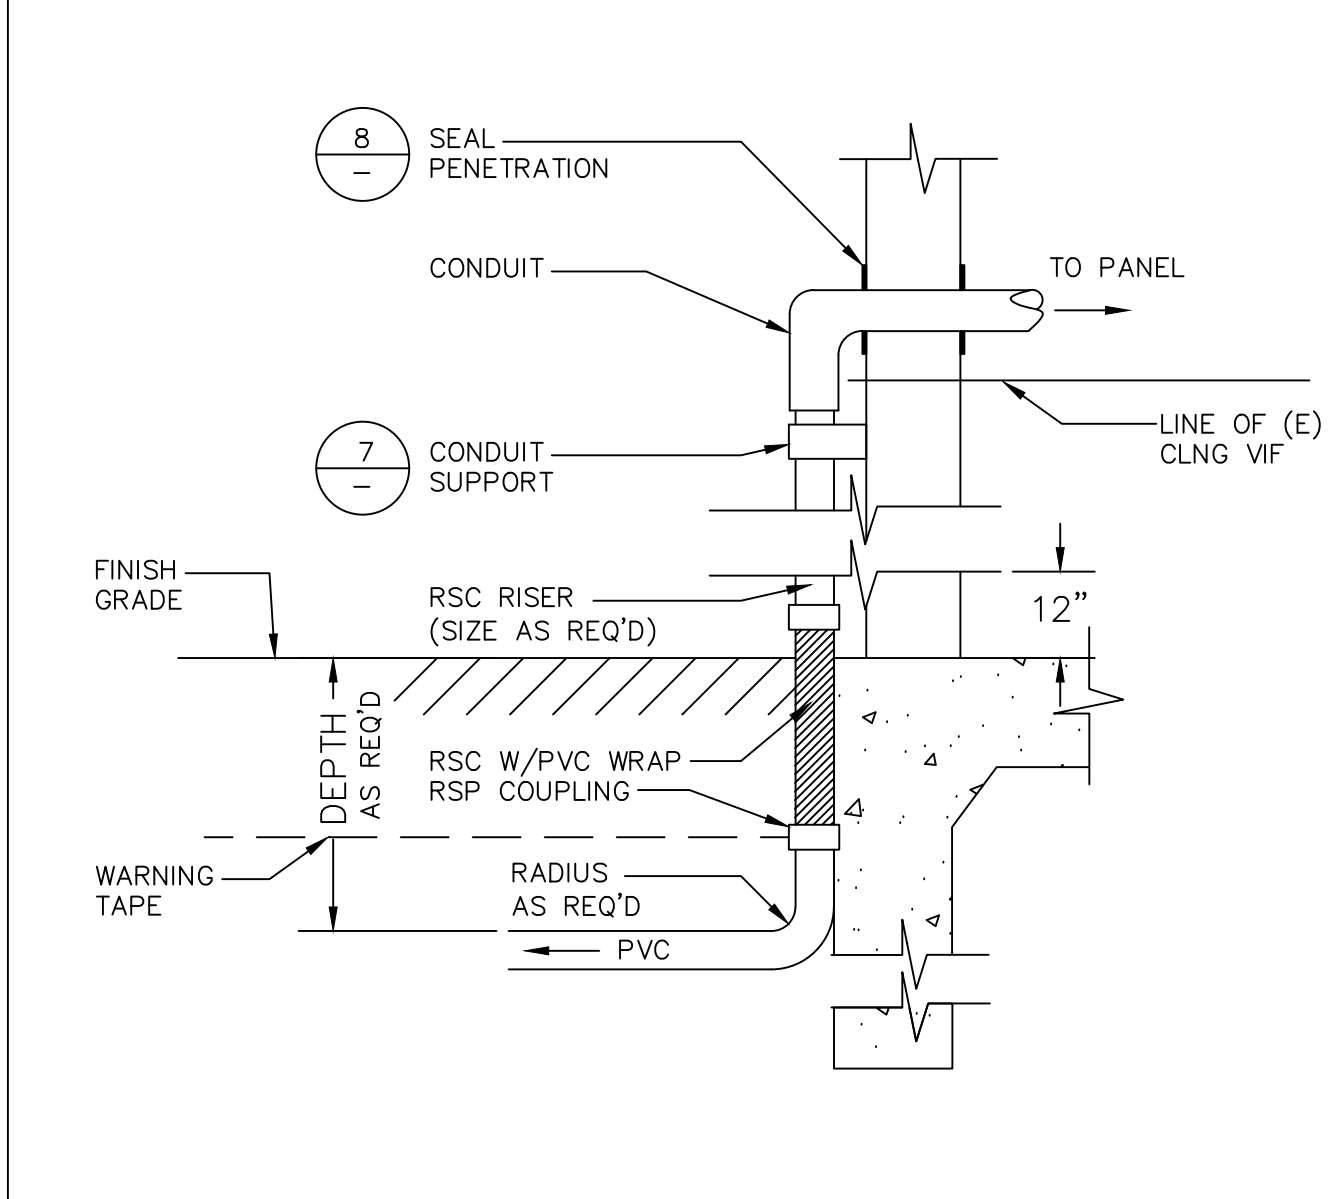 8
–
SEAL
PENETRATION
CONDUIT
TO PANEL
LINE OF (E)
CLNG VIF
7
–
CONDUIT
SUPPORT
FINISH
GRADE
RSC RISER
(SIZE AS REQ'D)
12”
DEPTH
AS REQ'D
RSC W/PVC WRAP
RSP COUPLING
WARNING
TAPE
RADIUS
AS REQ'D
PVC